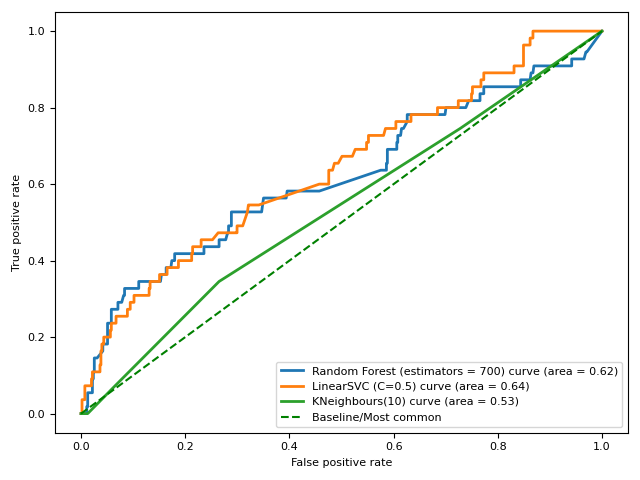 1.0
0.8
0.6
0.4
0.2
0.0
True positive rate
Random Forest (estimators = 700) curve (area = 0.62)
LinearSVC (C=0.5) curve (area = 0.64)
KNeighbours(10) curve (area = 0.53)
Baseline/Most common
0.0 0.2 0.4 0.6 0.8 1.0
False positive rate